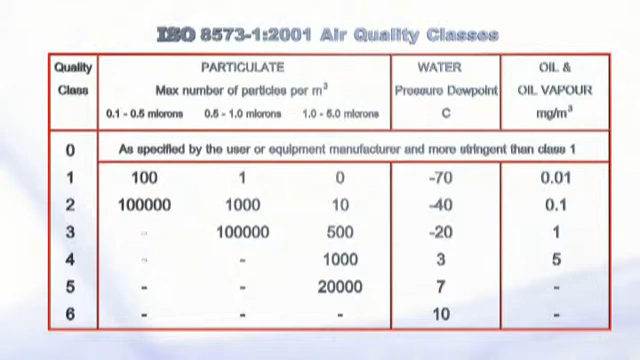 ISO 8573-1:2001 Air Quality Classes
Quality Class PARTICULATE WATER OIL &
Max number of particles per m³ Pressure Dewpoint OIL VAPOUR
0.1 - 0.5 microns 0.5 - 1.0 microns 1.0 - 5.0 microns C mg/m³
0 As specified by the user or equipment manufacturer and more stringent than class 1
1 100 1 0 -70 0.01
2 100000 1000 10 -40 0.1
3 - 100000 500 -20 1
4 - - 1000 3 5
5 - - 20000 7 -
6 - - - 10 -